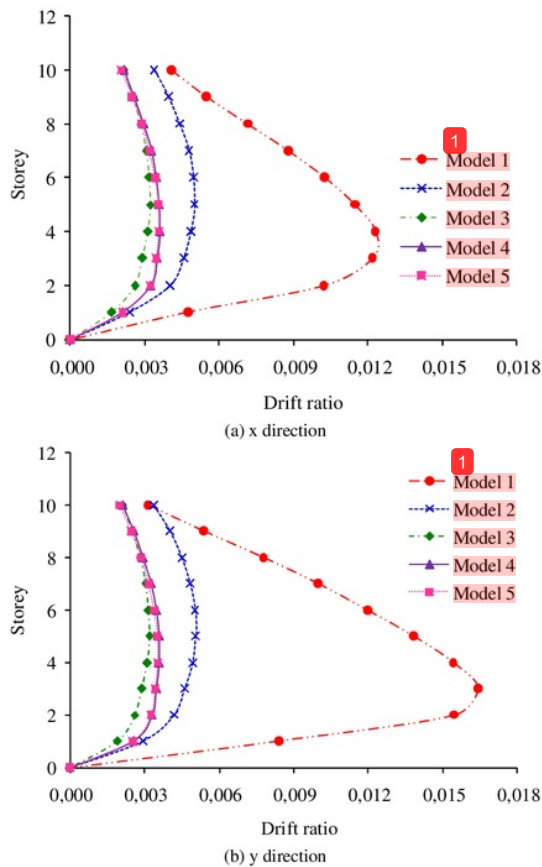 12
10
8
6
4
2
0
Storey
1
Model 1
Model 2
Model 3
Model 4
Model 5
0,000 0,003 0,006 0,009 0,012 0,015 0,018
Drift ratio
(a) x direction
12
10
8
6
4
2
0
Storey
1
Model 1
Model 2
Model 3
Model 4
Model 5
0,000 0,003 0,006 0,009 0,012 0,015 0,018
Drift ratio
(b) y direction